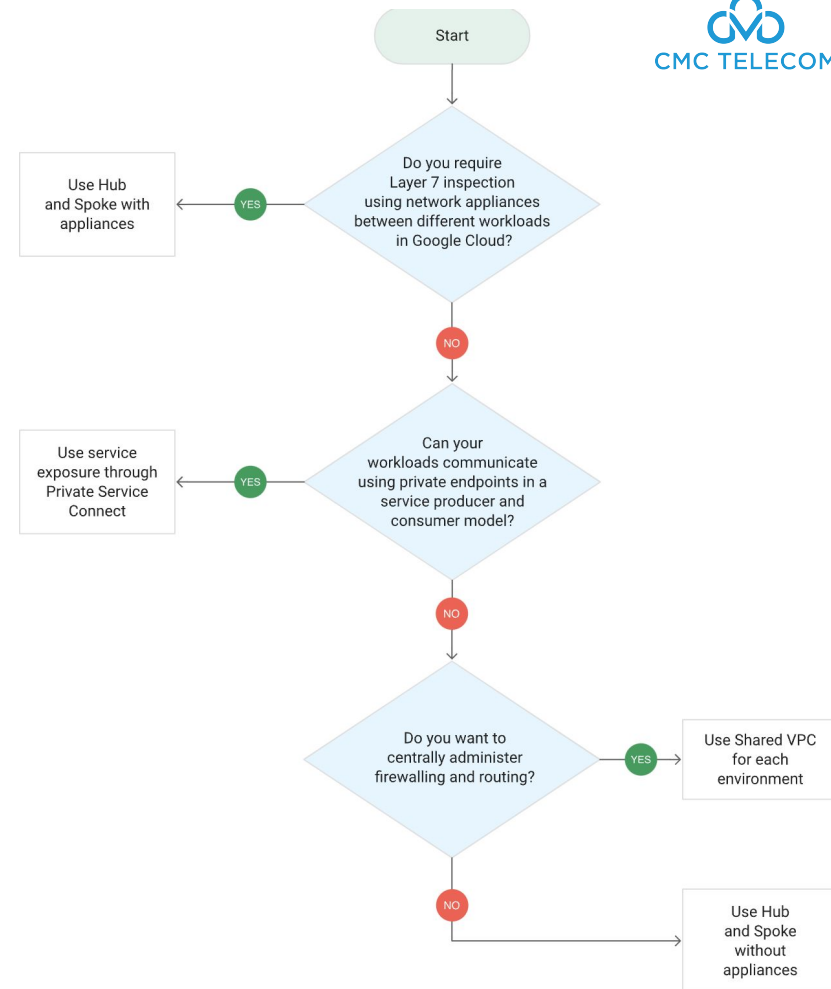 Start
CMC TELECOM
Do you require
Layer 7 inspection
using network appliances
between different workloads
in Google Cloud?
YES
Use Hub
and Spoke with
appliances
NO
Can your
workloads communicate
using private endpoints in a
service producer and
consumer model?
YES
Use service
exposure through
Private Service
Connect
NO
Do you want to
centrally administer
firewalling and routing?
YES
Use Shared VPC
for each
environment
NO
Use Hub
and Spoke
without
appliances